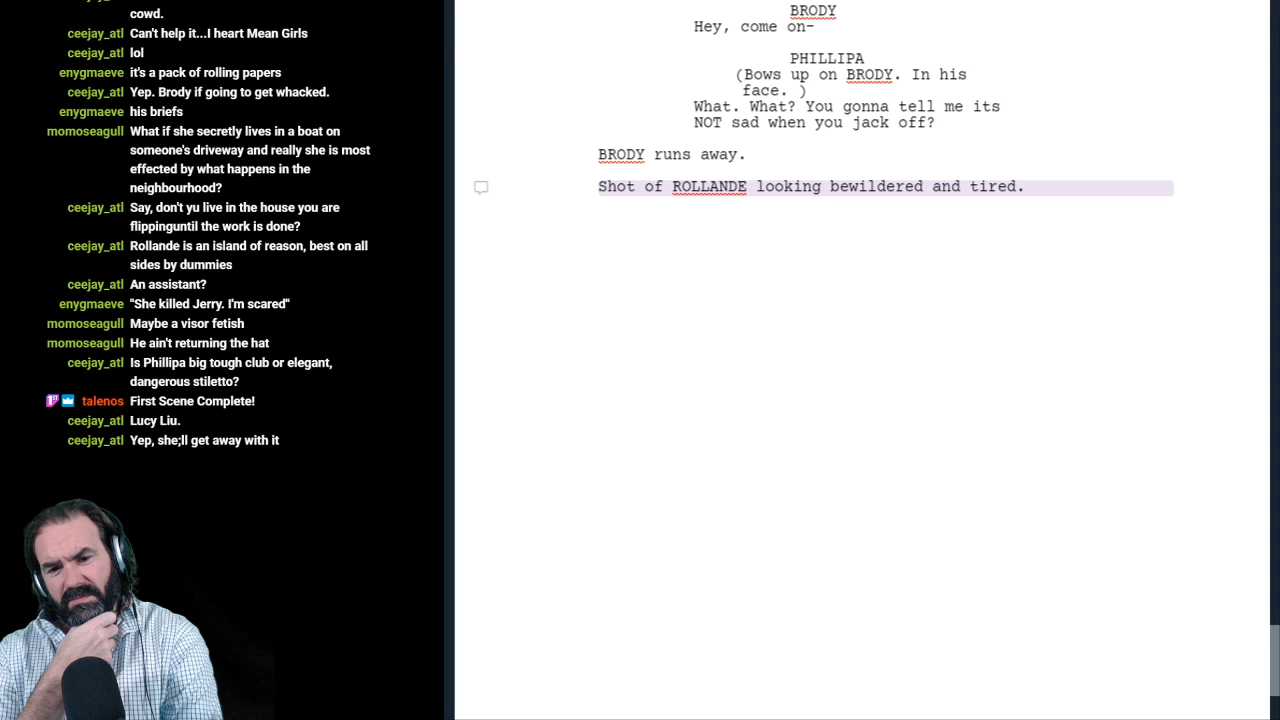 cowd.
ceejay_atl Can't help it...I heart Mean Girls
ceejay_atl lol
enygmaeve it's a pack of rolling papers
ceejay_atl Yep. Brody if going to get whacked.
enygmaeve his briefs
momoseagull What if she secretly lives in a boat on
someone's driveway and really she is most
effected by what happens in the
neighbourhood?
ceejay_atl Say, don't yu live in the house you are
flippinguntil the work is done?
ceejay_atl Rollande is an island of reason, best on all
sides by dummies
ceejay_atl An assistant?
enygmaeve "She killed Jerry. I'm scared"
momoseagull Maybe a visor fetish
momoseagull He ain't returning the hat
ceejay_atl Is Phillipa big tough club or elegant,
dangerous stiletto?
talenos First Scene Complete!
ceejay_atl Lucy Liu.
ceejay_atl Yep, she;ll get away with it
BRODY
Hey, come on-
PHILLIPA
(Bows up on BRODY. In his
face. )
What. What? You gonna tell me its
NOT sad when you jack off?
BRODY runs away.
Shot of ROLLANDE looking bewildered and tired.